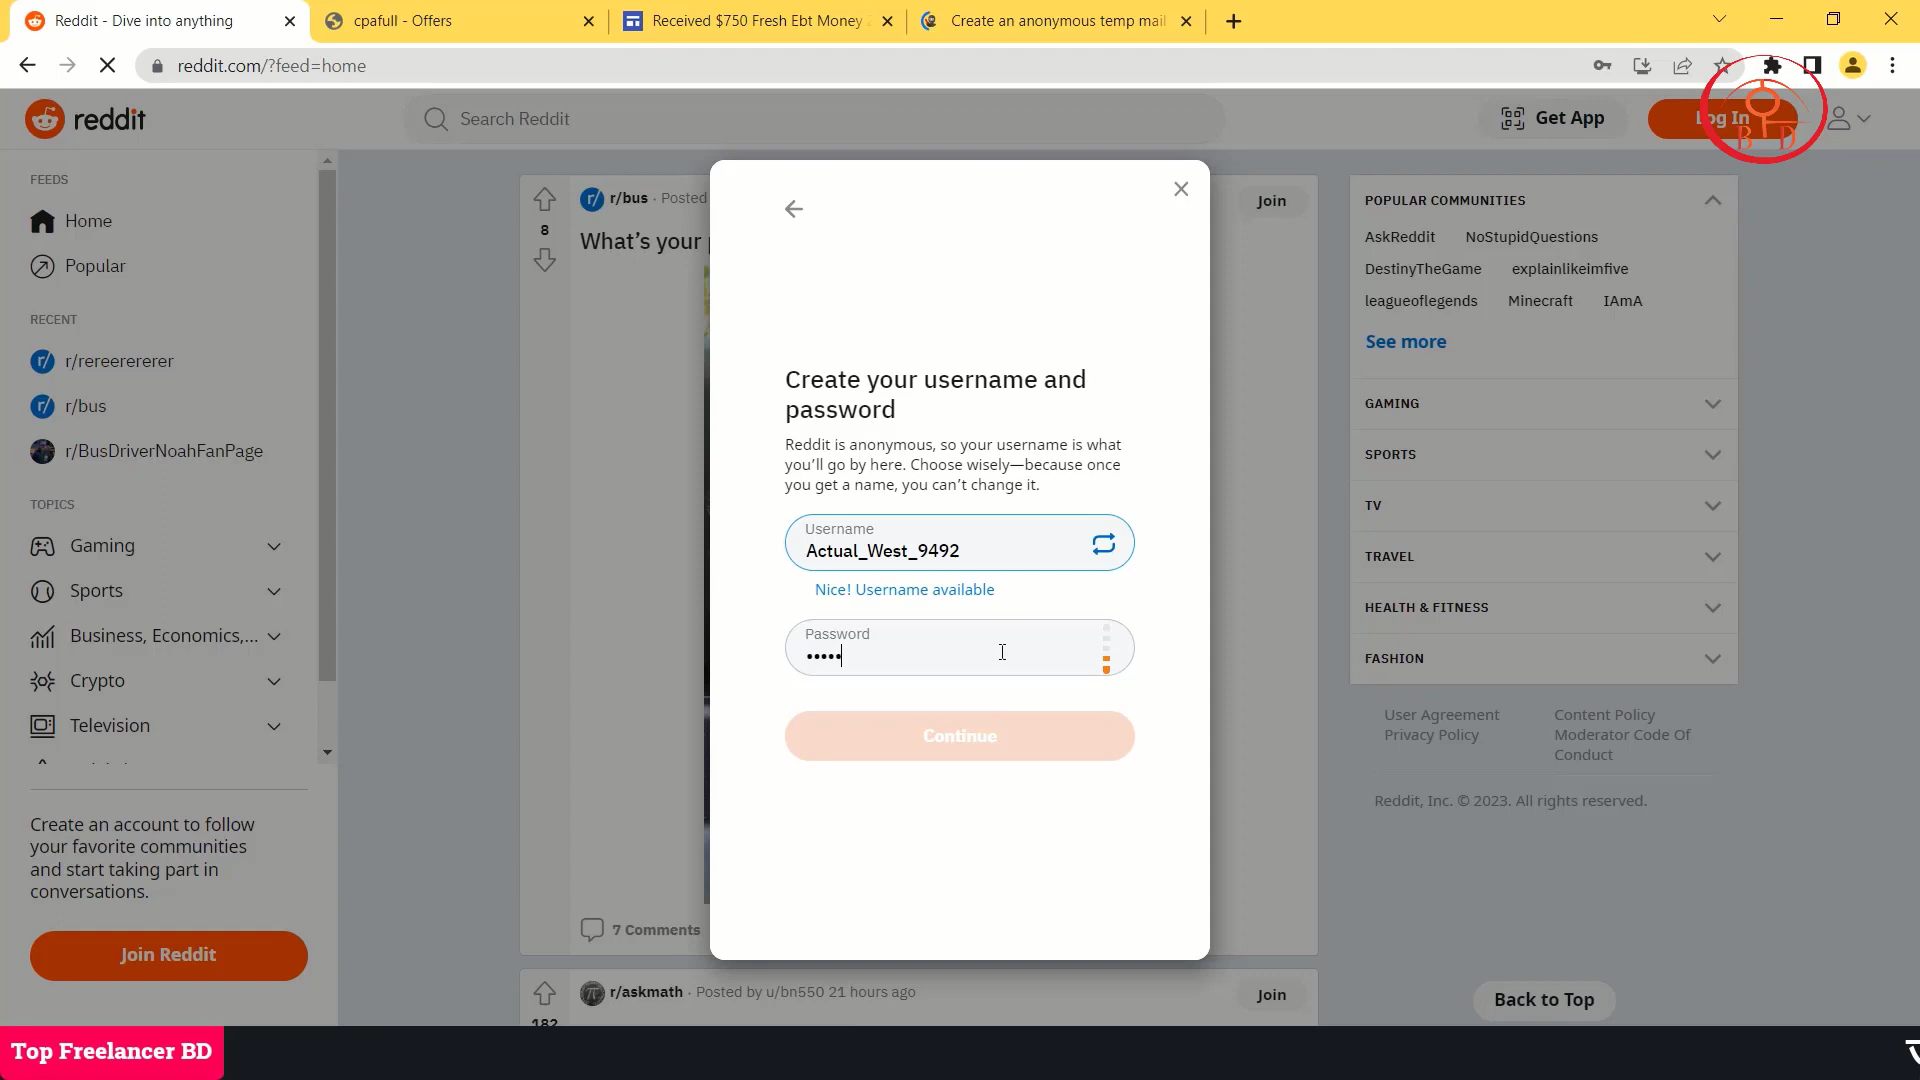 Reddit - Dive into anything
cpafull - Offers
Received $750 Fresh Ebt Money
Create an anonymous temp mail
reddit.com/?feed=home
reddit
Search Reddit
Get App
Log In
B D
FEEDS
Home
Popular
RECENT
r/rereerererer
r/bus
r/BusDriverNoahFanPage
TOPICS
Gaming
Sports
Business, Economics,...
Crypto
Television
Create an account to follow
your favorite communities
and start taking part in
conversations.
Join Reddit
r/bus · Posted
Join
8
What's your
7 Comments
r/askmath · Posted by u/bn550 21 hours ago
Join
182
Create your username and
password
Reddit is anonymous, so your username is what
you'll go by here. Choose wisely—because once
you get a name, you can't change it.
Username
Actual_West_9492
Nice! Username available
Password
•••••
Continue
POPULAR COMMUNITIES
AskReddit NoStupidQuestions
DestinyTheGame explainlikeimfive
leagueoflegends Minecraft IAmA
See more
GAMING
SPORTS
TV
TRAVEL
HEALTH & FITNESS
FASHION
User Agreement Content Policy
Privacy Policy Moderator Code Of
Conduct
Reddit, Inc. © 2023. All rights reserved.
Back to Top
Top Freelancer BD